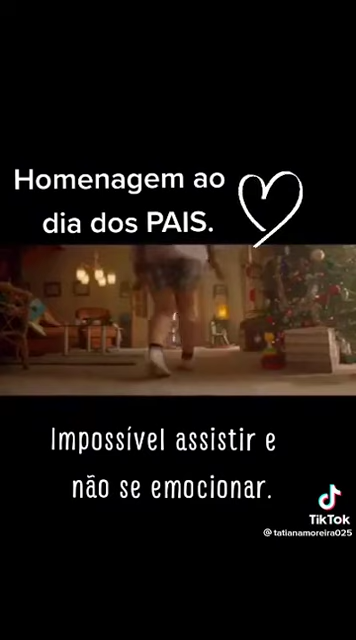 Homenagem ao
dia dos PAIS.
Impossível assistir e
não se emocionar.
TikTok
@tatianamoreira025